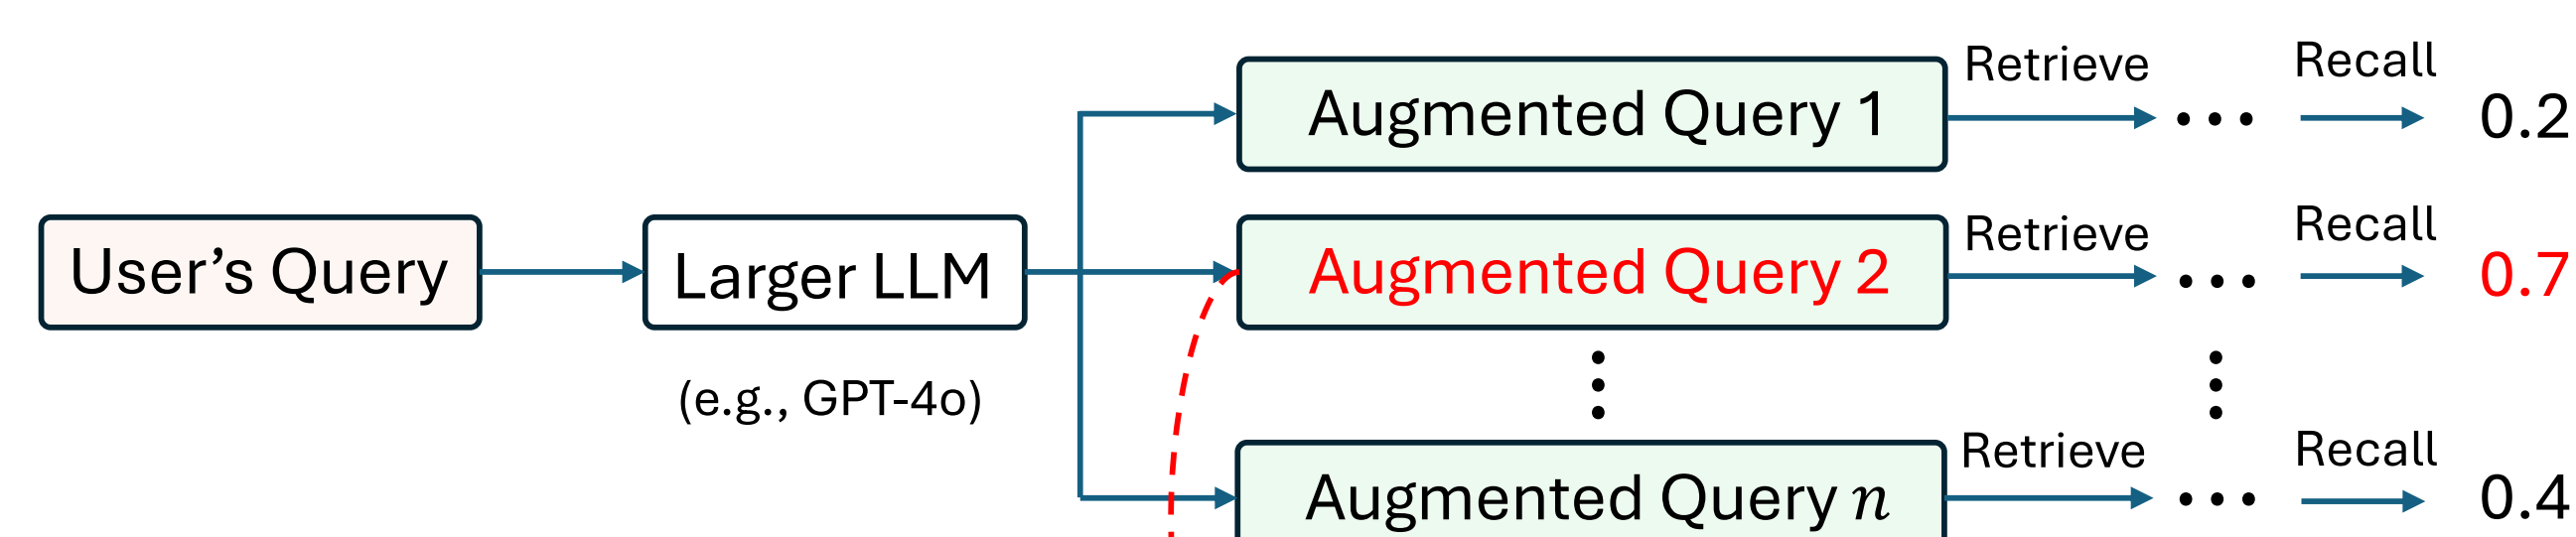 Augmented Query 1
Retrieve
Recall
0.2
User's Query
Larger LLM
(e.g., GPT-4o)
Augmented Query 2
Retrieve
Recall
0.7
Augmented Query n
Retrieve
Recall
0.4